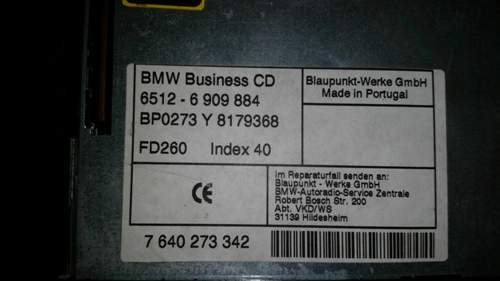 BMW Business CD
6512 - 6 909 884
BP0273 Y 8179368
FD260 Index 40
Blaupunkt-Werke GmbH
Made in Portugal
CE
im Reparaturfall senden an:
Blaupunkt - Werke GmbH
BMW-Autoradio-Service Zentrale
Robert Bosch Str. 200
Abt. VKD/WS
31139 Hildesheim
7 640 273 342